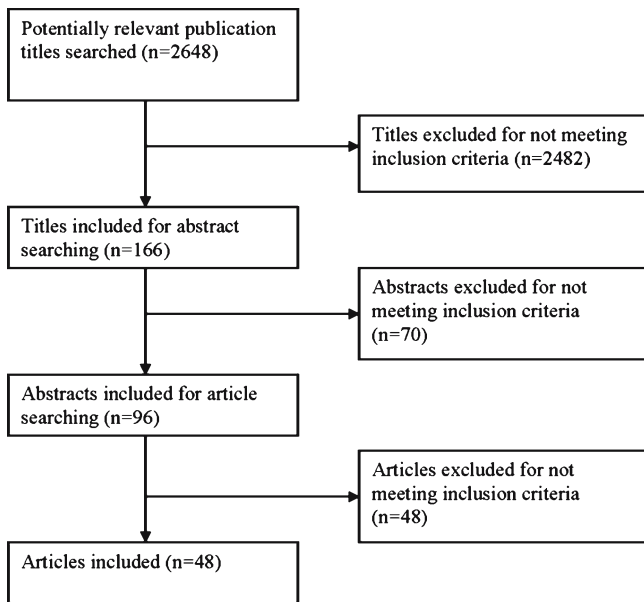 Potentially relevant publication
titles searched (n=2648)
Titles excluded for not meeting
inclusion criteria (n=2482)
Titles included for abstract
searching (n=166)
Abstracts excluded for not
meeting inclusion criteria
(n=70)
Abstracts included for article
searching (n=96)
Articles excluded for not
meeting inclusion criteria
(n=48)
Articles included (n=48)